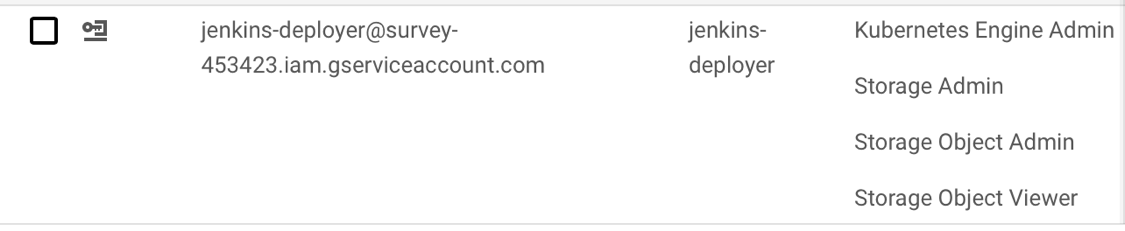 jenkins-deployer@survey-
453423.iam.gserviceaccount.com
jenkins-
deployer
Kubernetes Engine Admin
Storage Admin
Storage Object Admin
Storage Object Viewer